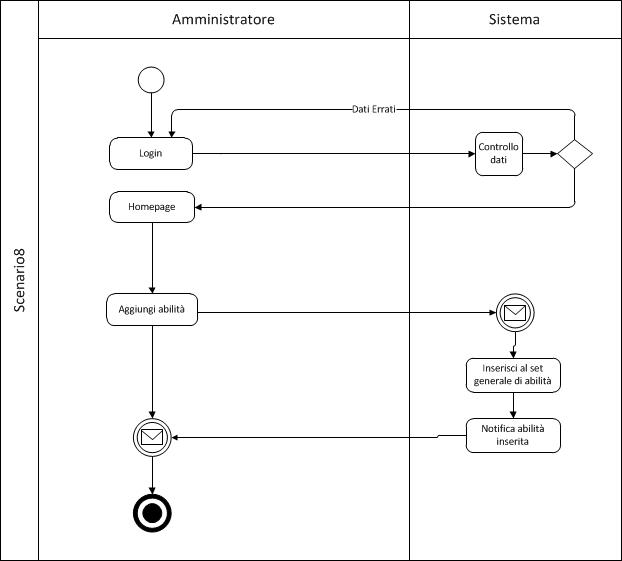 Amministratore
Sistema
Scenario8
Dati Errati
Login
Controllo
dati
Homepage
Aggiungi abilità
Inserisci al set
generale di abilità
Notifica abilità
inserita